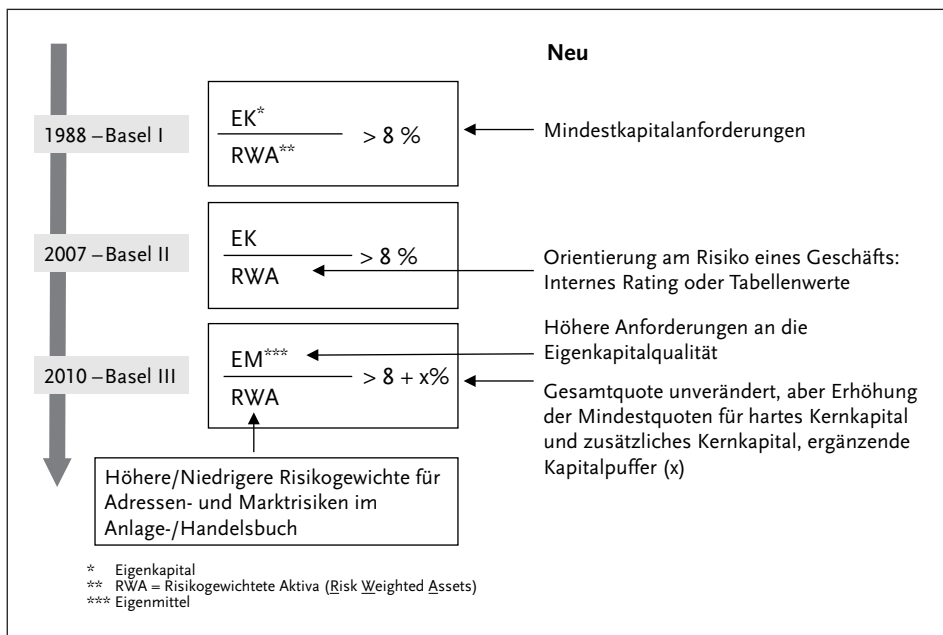 Neu
1988 – Basel I
EK*
RWA**
> 8 %
Mindestkapitalanforderungen
2007 – Basel II
EK
RWA
> 8 %
Orientierung am Risiko eines Geschäfts:
Internes Rating oder Tabellenwerte
2010 – Basel III
EM***
RWA
> 8 + x%
Höhere Anforderungen an die
Eigenkapitalqualität
Gesamtquote unverändert, aber Erhöhung
der Mindestquoten für hartes Kernkapital
und zusätzliches Kernkapital, ergänzende
Kapitalpuffer (x)
Höhere/Niedrigere Risikogewichte für
Adressen- und Marktrisiken im
Anlage-/Handelsbuch
* Eigenkapital
** RWA = Risikogewichtete Aktiva (Risk Weighted Assets)
*** Eigenmittel